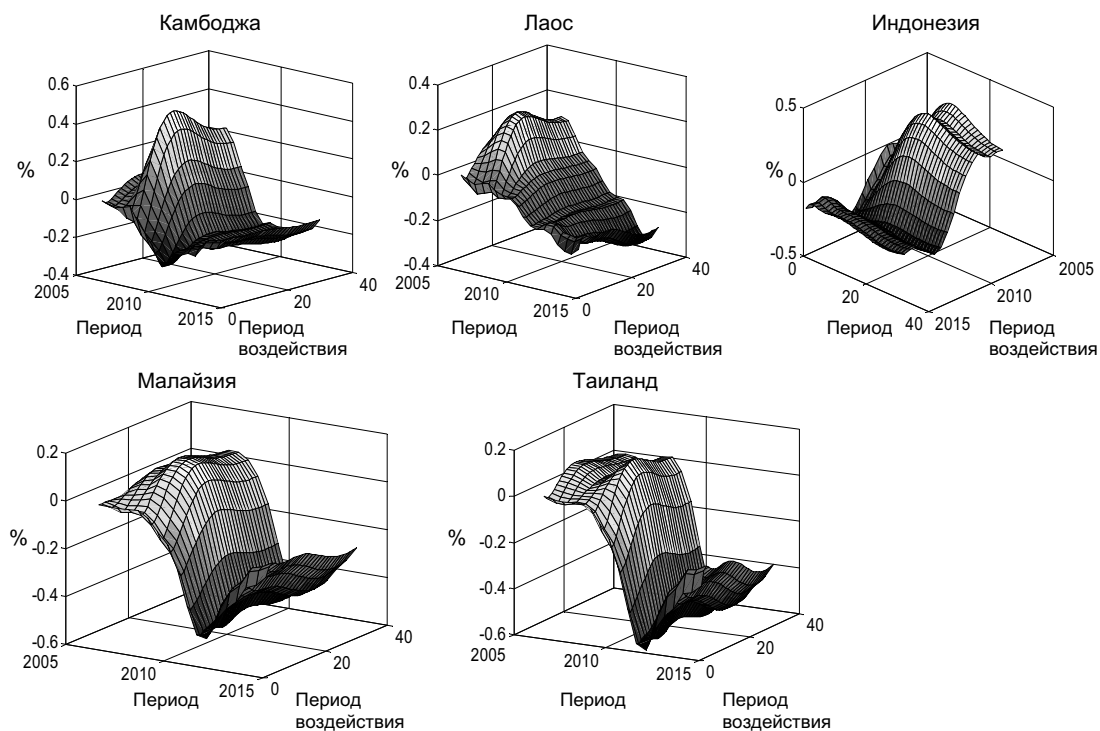 Камбоджа
0.6
0.4
0.2
%
0
-0.2
-0.4
2005
2010
2015
0
20
40
Период
Период
воздействия
Лаос
0.4
0.2
%
0
-0.2
-0.4
2005
2010
2015
0
20
40
Период
Период
воздействия
Индонезия
0.5
%
0
-0.5
0
20
40
2015
2010
2005
Период
Период
воздействия
Малайзия
0.2
0
%
-0.2
-0.4
-0.6
2005
2010
2015
0
20
40
Период
Период
воздействия
Таиланд
0.2
0
%
-0.2
-0.4
-0.6
2005
2010
2015
0
20
40
Период
Период
воздействия